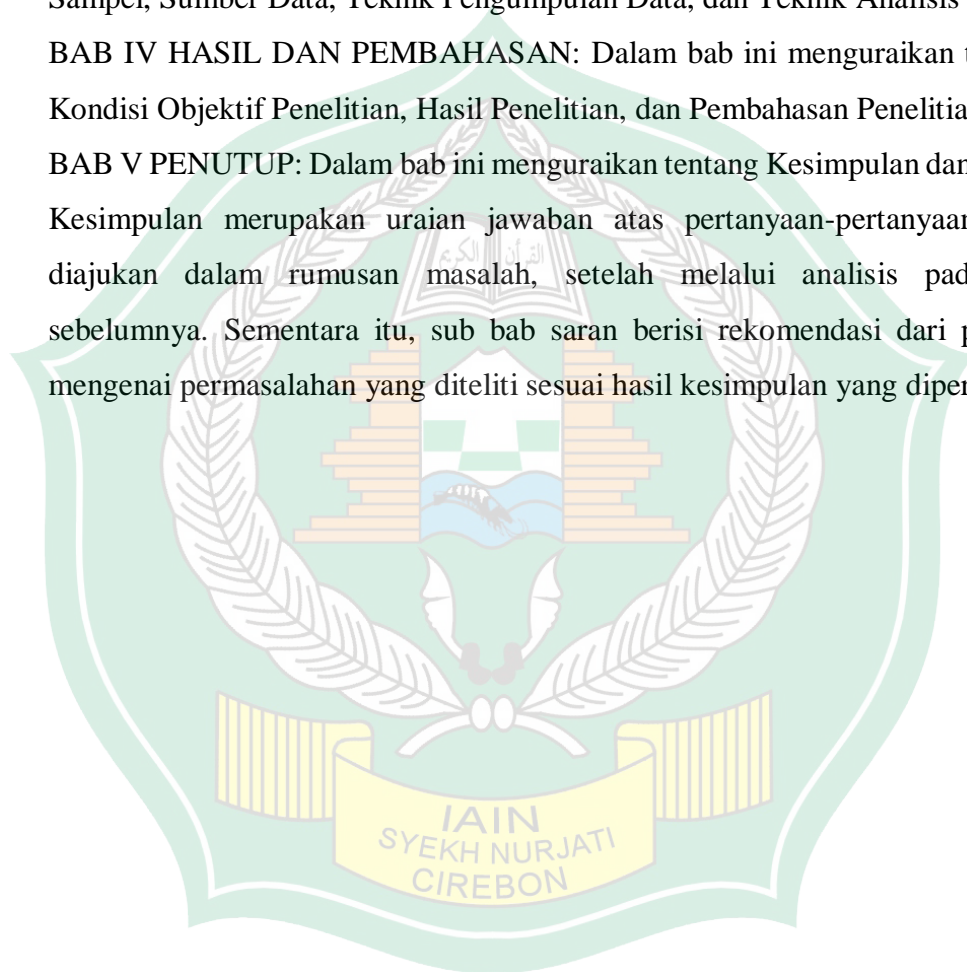 Sampel, Sumber Data, Teknik Pengumpulan Data, dan Teknik Analisis
BAB IV HASIL DAN PEMBAHASAN: Dalam bab ini menguraikan t
Kondisi Objektif Penelitian, Hasil Penelitian, dan Pembahasan Penelitia
BAB V PENUTUP: Dalam bab ini menguraikan tentang Kesimpulan dan
Kesimpulan merupakan uraian jawaban atas pertanyaan-pertanyaan
diajukan dalam rumusan masalah, setelah melalui analisis pad
sebelumnya. Sementara itu, sub bab saran berisi rekomendasi dari p
mengenai permasalahan yang diteliti sesuai hasil kesimpulan yang diper
القرآن الكريم
IAIN
SYEKH NURJATI
CIREBON